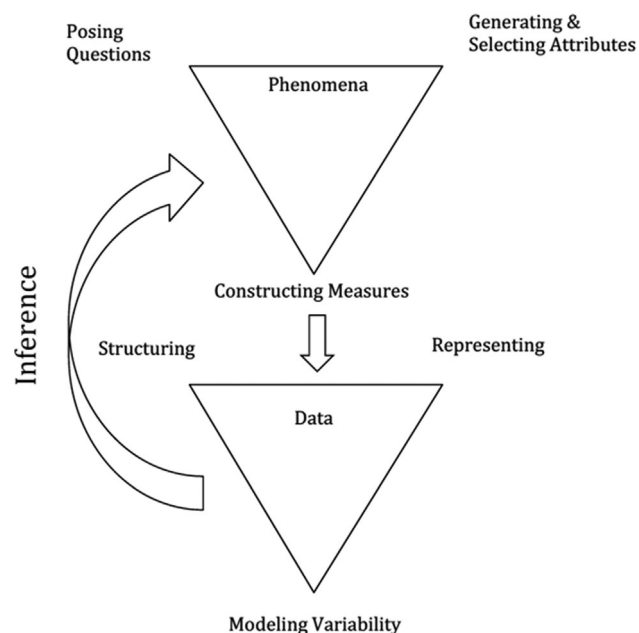 Posing
Questions
Generating &
Selecting Attributes
Phenomena
Constructing Measures
Inference
Structuring
Representing
Data
Modeling Variability